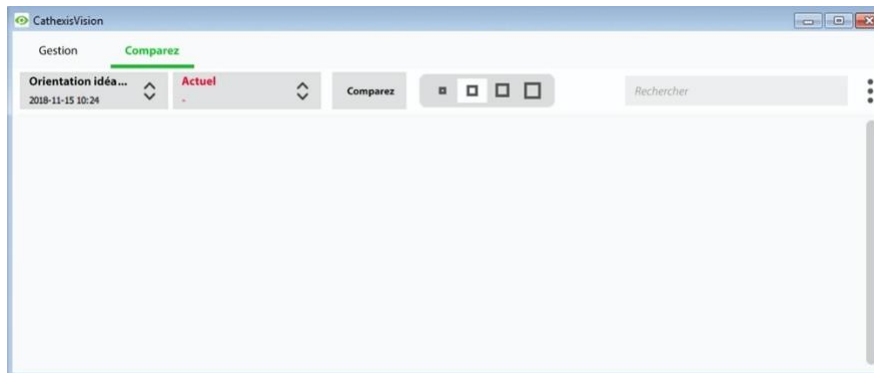 CathexisVision
Gestion Comparez
Orientation idéa... Actuel Comparez Rechercher
2018-11-15 10:24 -